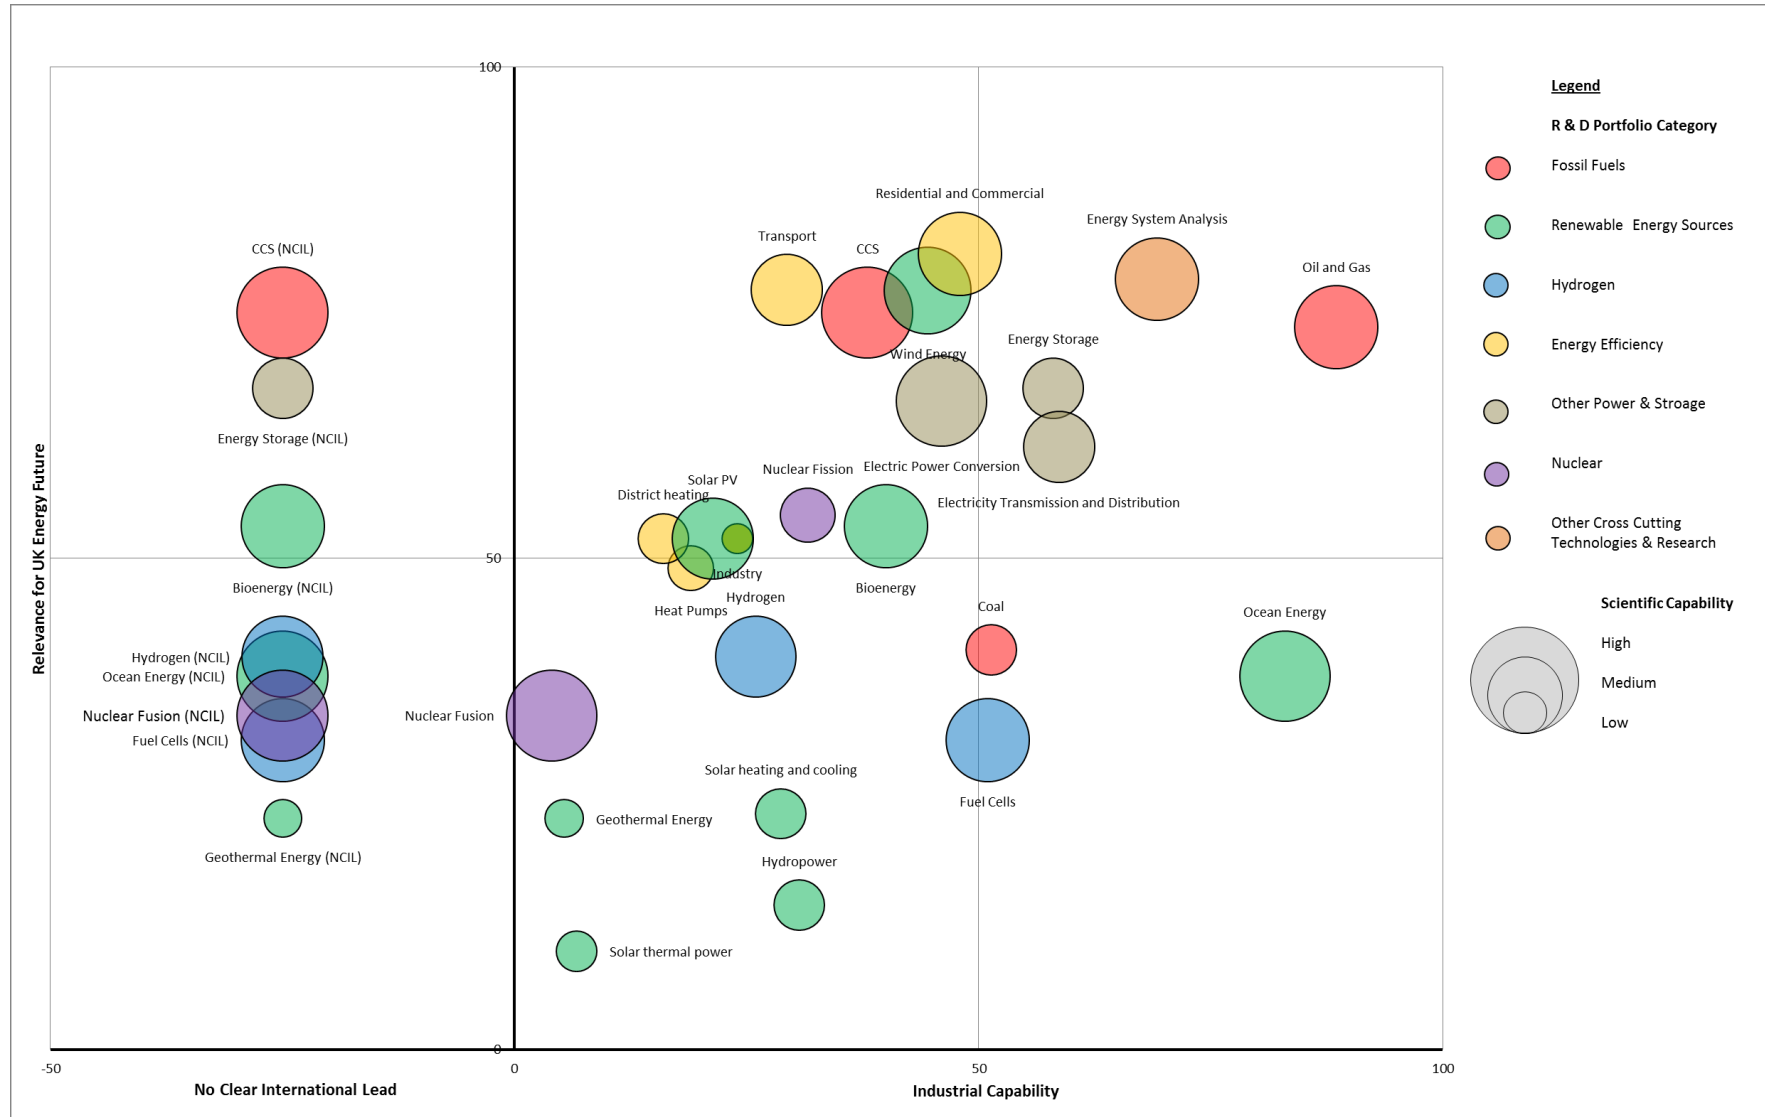 100
Legend
R & D Portfolio Category
Fossil Fuels
Renewable Energy Sources
Hydrogen
Energy Efficiency
Other Power & Stroage
Nuclear
Other Cross Cutting
Technologies & Research
Scientific Capability
High
Medium
Low
Residential and Commercial
Energy System Analysis
Transport
CCS
CCS (NCIL)
Oil and Gas
Energy Storage
Wind Energy
Energy Storage (NCIL)
Nuclear Fission
Electric Power Conversion
Solar PV
District heating
Electricity Transmission and Distribution
Relevance for UK Energy Future
50
Industry
Bioenergy (NCIL)
Bioenergy
Hydrogen
Heat Pumps
Coal
Ocean Energy
Hydrogen (NCIL)
Ocean Energy (NCIL)
Nuclear Fusion (NCIL)
Nuclear Fusion
Fuel Cells (NCIL)
Solar heating and cooling
Fuel Cells
Geothermal Energy
Geothermal Energy (NCIL)
Hydropower
Solar thermal power
0
-50
0
50
100
No Clear International Lead
Industrial Capability